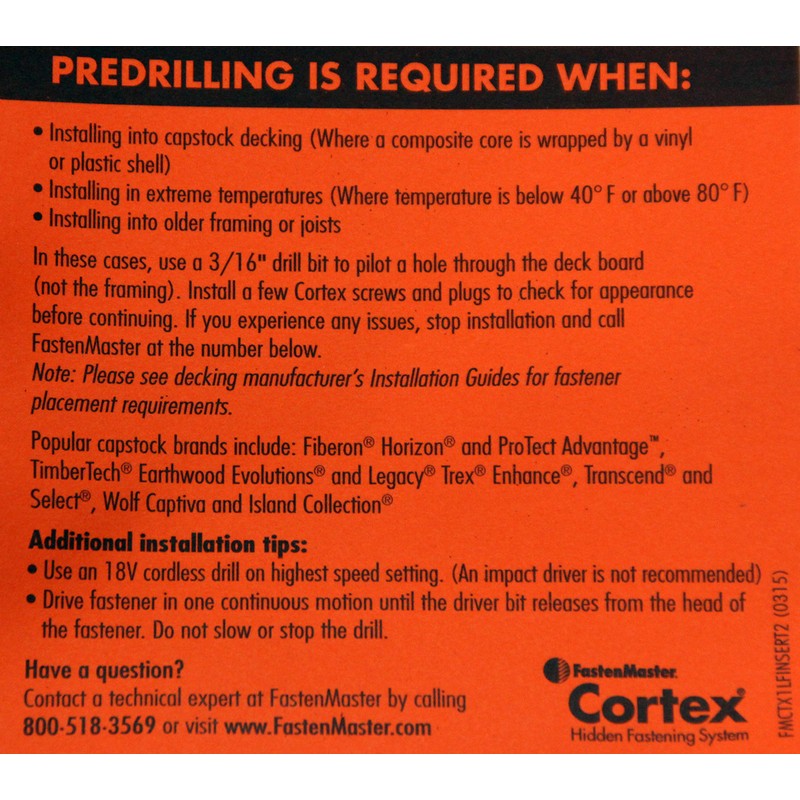 PREDRILLING IS REQUIRED WHEN:
• Installing into capstock decking (Where a composite core is wrapped by a vinyl
or plastic shell)
• Installing in extreme temperatures (Where temperature is below 40° F or above 80° F)
• Installing into older framing or joists
In these cases, use a 3/16" drill bit to pilot a hole through the deck board
(not the framing). Install a few Cortex screws and plugs to check for appearance
before continuing. If you experience any issues, stop installation and call
FastenMaster at the number below.
Note: Please see decking manufacturer's Installation Guides for fastener
placement requirements.
Popular capstock brands include: Fiberon® Horizon® and ProTect Advantage™,
TimberTech® Earthwood Evolutions® and Legacy® Trex® Enhance®, Transcend® and
Select®, Wolf Captiva and Island Collection®
Additional installation tips:
• Use an 18V cordless drill on highest speed setting. (An impact driver is not recommended)
• Drive fastener in one continuous motion until the driver bit releases from the head of
the fastener. Do not slow or stop the drill.
Have a question?
Contact a technical expert at FastenMaster by calling
800-518-3569 or visit www.FastenMaster.com
FastenMaster®
Cortex®
Hidden Fastening System
FMCTX1LFINSERT2 (0315)